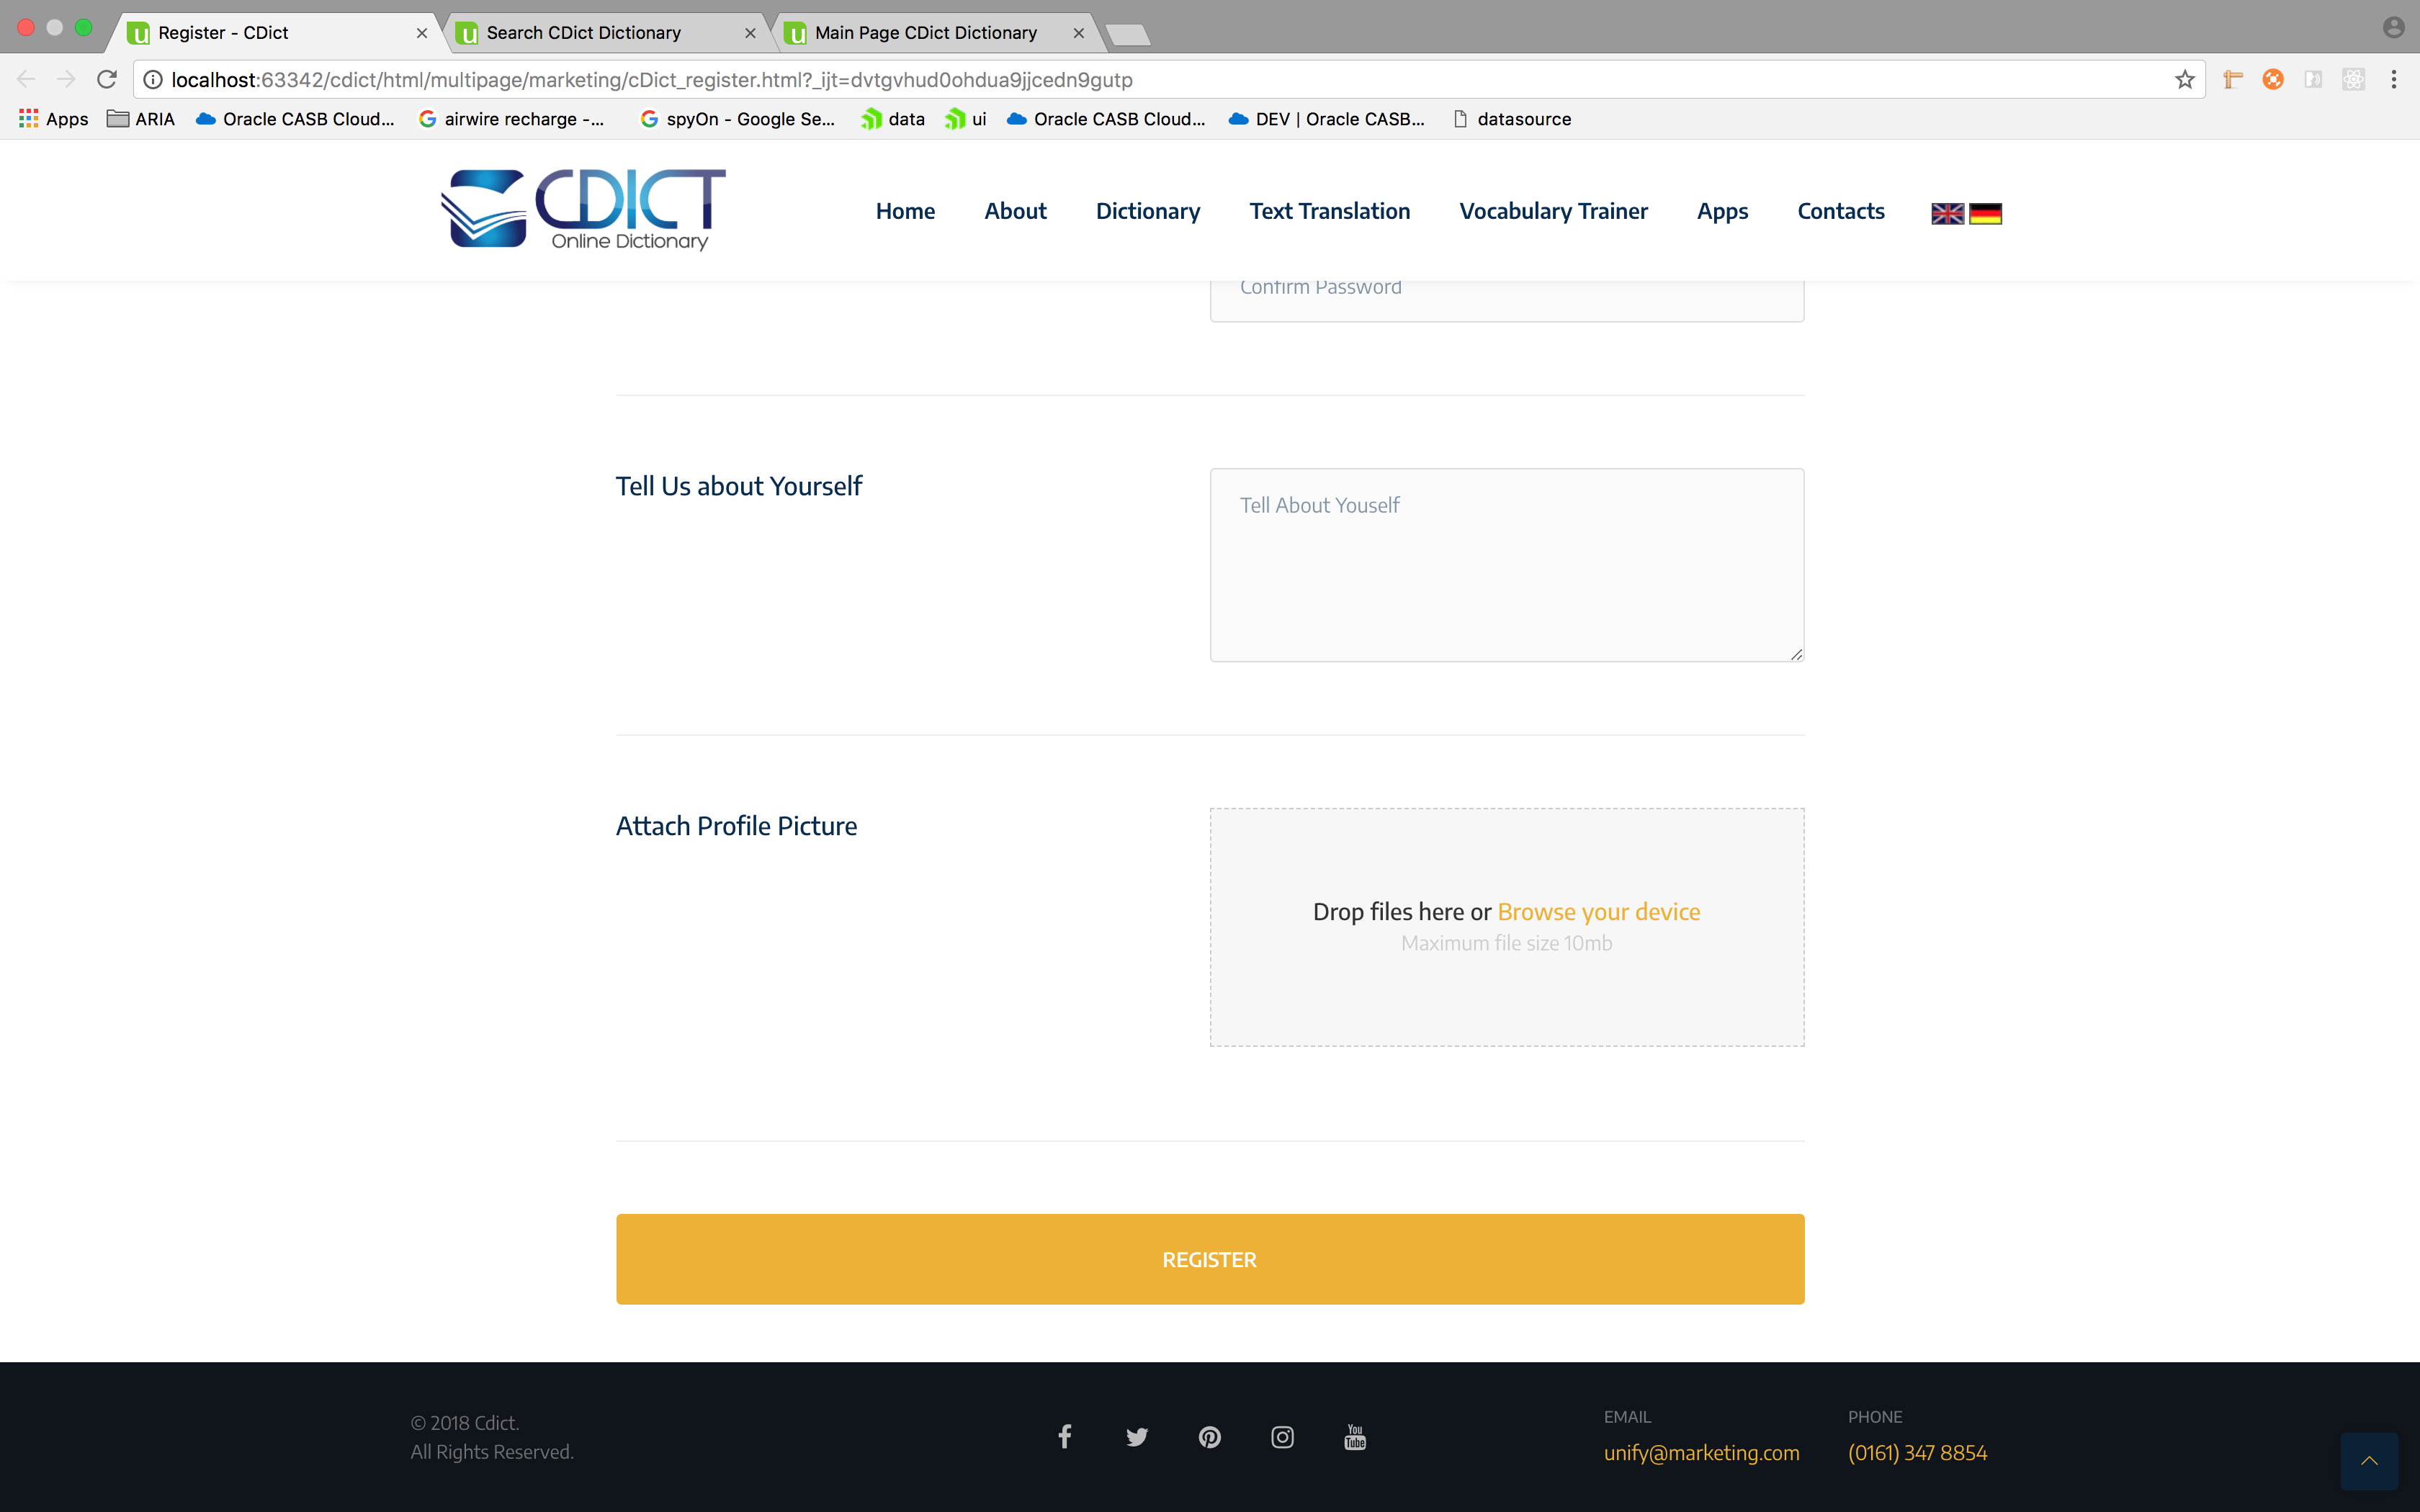 Register - CDict
Search CDict Dictionary
Main Page CDict Dictionary
localhost:63342/cdict/html/multipage/marketing/cDict_register.html?_ijt=dvtgvhud0ohdua9jjcedn9gutp
Apps
ARIA
Oracle CASB Cloud...
airwire recharge -...
spyOn - Google Se...
data
ui
Oracle CASB Cloud...
DEV | Oracle CASB...
datasource
CDICT
Online Dictionary
Home
About
Dictionary
Text Translation
Vocabulary Trainer
Apps
Contacts
Confirm Password
Tell Us about Yourself
Tell About Youself
Attach Profile Picture
Drop files here or Browse your device
Maximum file size 10mb
REGISTER
© 2018 Cdict.
All Rights Reserved.
You
Tube
EMAIL
unify@marketing.com
PHONE
(0161) 347 8854